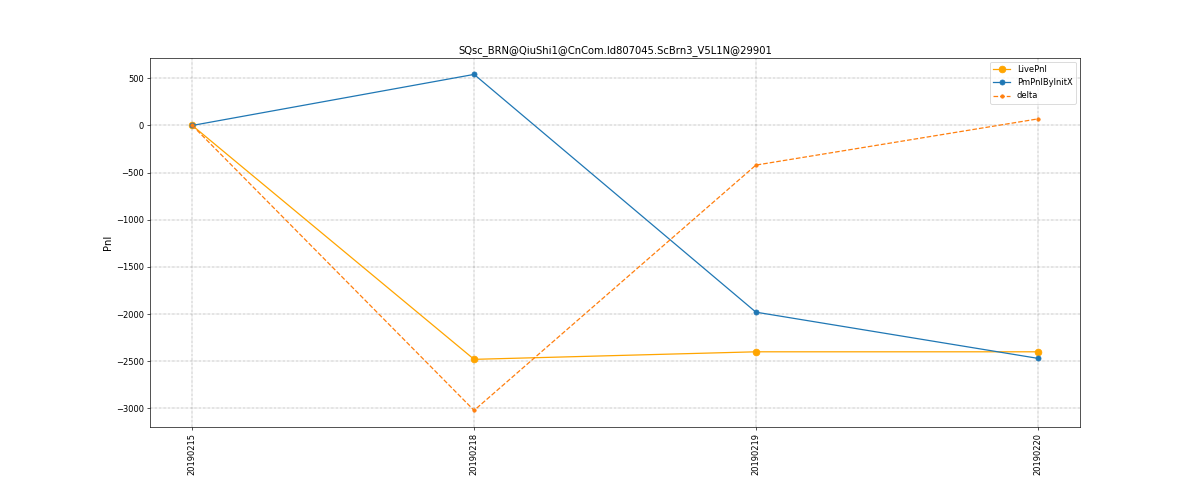 SQsc_BRN@QiuShi1@CnCom.Id807045.ScBrn3_V5L1N@29901
LivePnl
PmPnlByInitX
delta
500
0
−500
−1000
−1500
−2000
−2500
−3000
Pnl
20190215
20190218
20190219
20190220